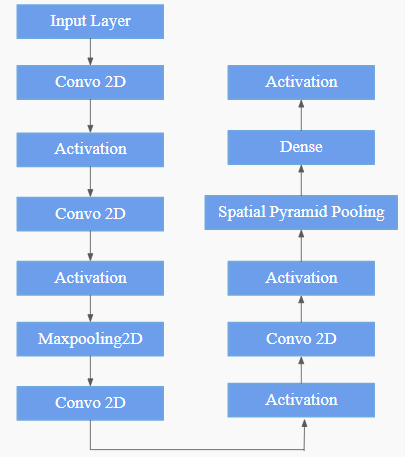 Input Layer
Convo 2D
Activation
Convo 2D
Activation
Maxpooling2D
Convo 2D
Activation
Convo 2D
Activation
Spatial Pyramid Pooling
Dense
Activation